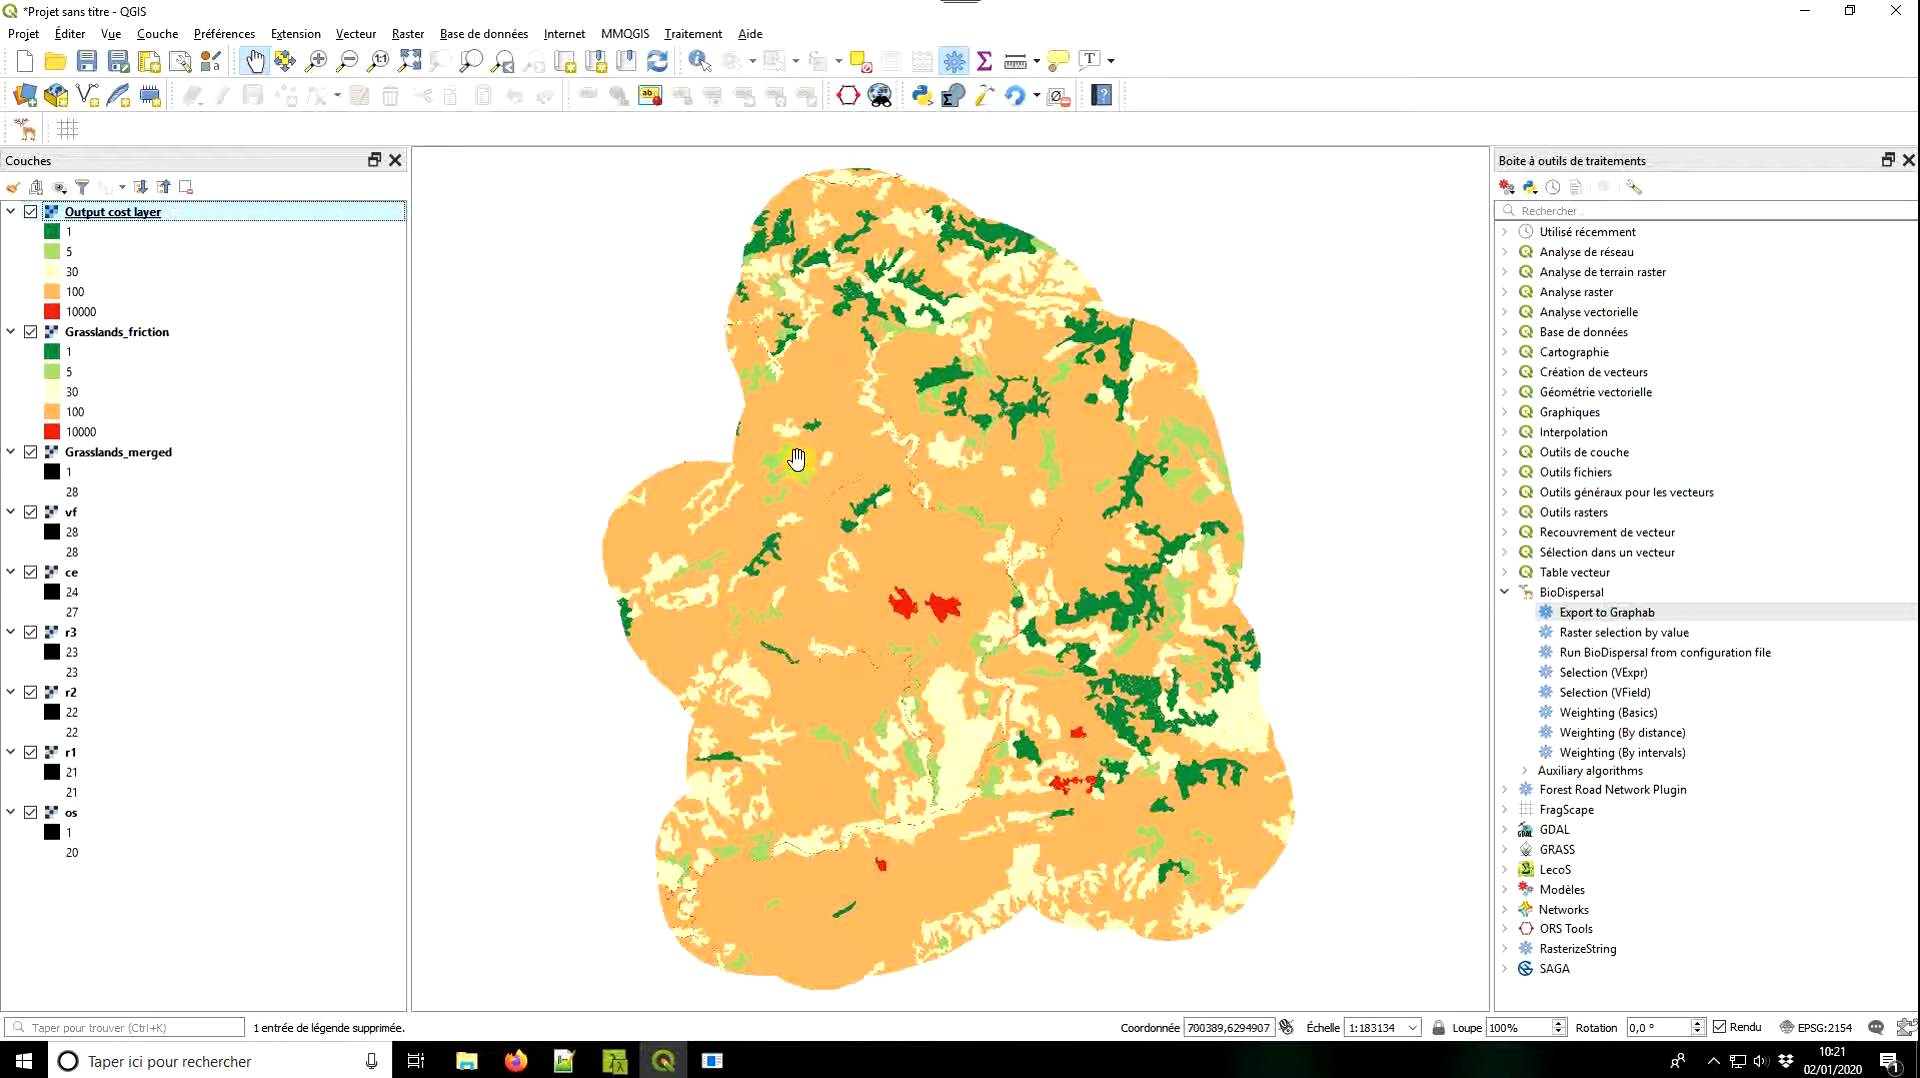 *Projet sans titre - QGIS
Projet Éditer Vue Couche Préférences Extension Vecteur Raster Base de données Internet MMQGIS Traitement Aide
Couches
Output cost layer
1
5
30
100
10000
Grasslands_friction
1
5
30
100
10000
Grasslands_merged
1
28
vf
28
28
ce
24
27
r3
23
23
r2
22
22
r1
21
21
os
1
20
Boite à outils de traitements
Rechercher...
Utilisé récemment
Analyse de réseau
Analyse de terrain raster
Analyse raster
Analyse vectorielle
Base de données
Cartographie
Création de vecteurs
Géométrie vectorielle
Graphiques
Interpolation
Outils de couche
Outils fichiers
Outils généraux pour les vecteurs
Outils rasters
Recouvrement de vecteur
Sélection dans un vecteur
Table vecteur
BioDispersal
Export to Graphab
Raster selection by value
Run BioDispersal from configuration file
Selection (VExpr)
Selection (VField)
Weighting (Basics)
Weighting (By distance)
Weighting (By intervals)
Auxiliary algorithms
Forest Road Network Plugin
FragScape
GDAL
GRASS
LecoS
Modèles
Networks
ORS Tools
RasterizeString
SAGA
Taper pour trouver (Ctrl+K) 1 entrée de légende supprimée. Coordonnée 700389,6294907 Échelle 1:183134 Loupe 100% Rotation 0,0 ° Rendu EPSG:2154
Taper ici pour rechercher
10:21
02/01/2020